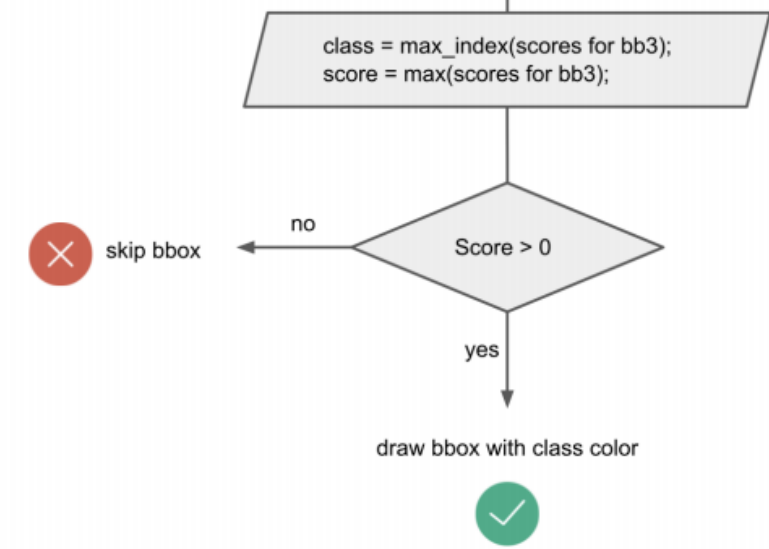 class = max_index(scores for bb3);
score = max(scores for bb3);
no
skip bbox
Score > 0
yes
draw bbox with class color